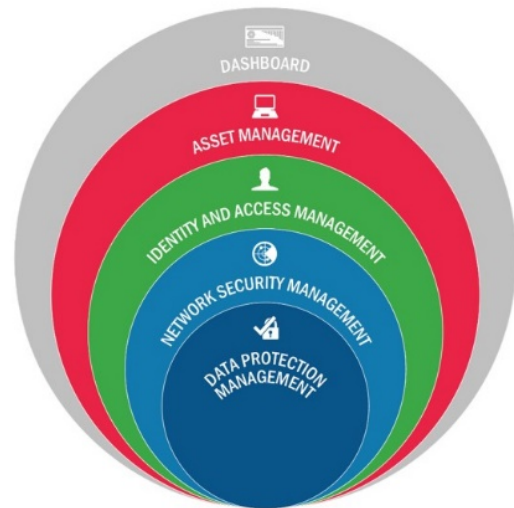 DASHBOARD
ASSET MANAGEMENT
IDENTITY AND ACCESS MANAGEMENT
NETWORK SECURITY MANAGEMENT
DATA PROTECTION
MANAGEMENT